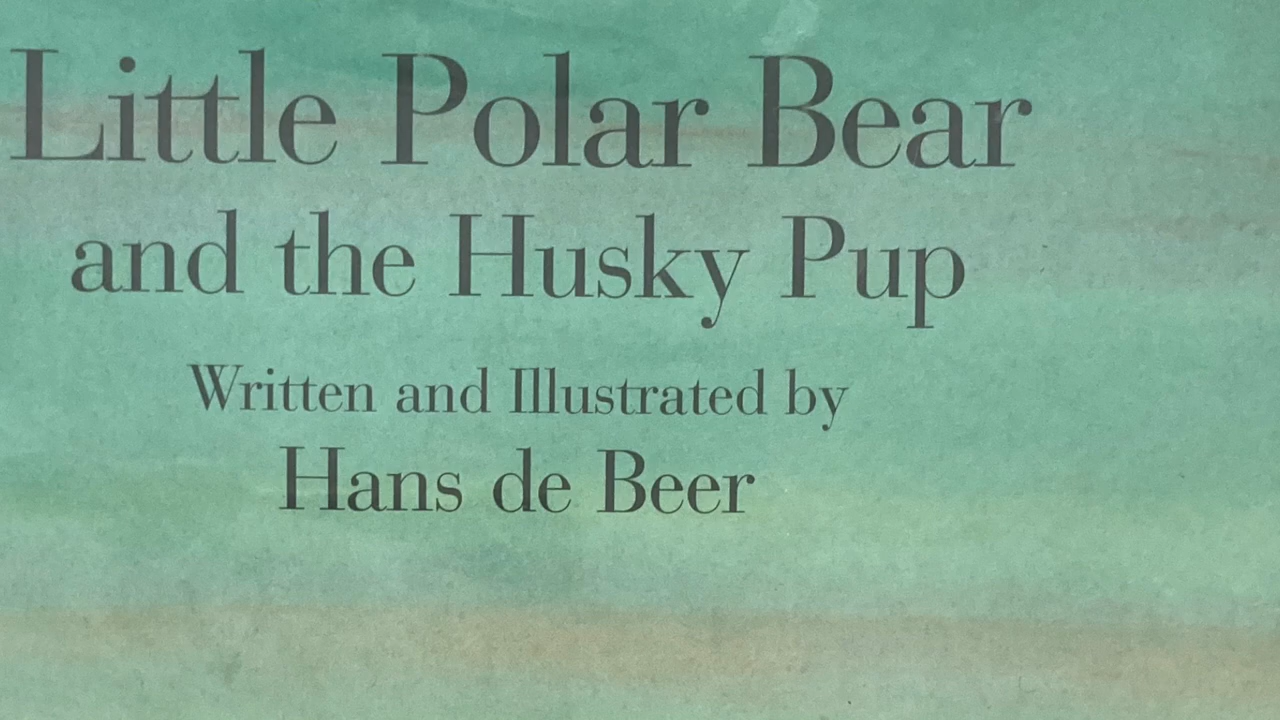 Little Polar Bear
and the Husky Pup
Written and Illustrated by
Hans de Beer